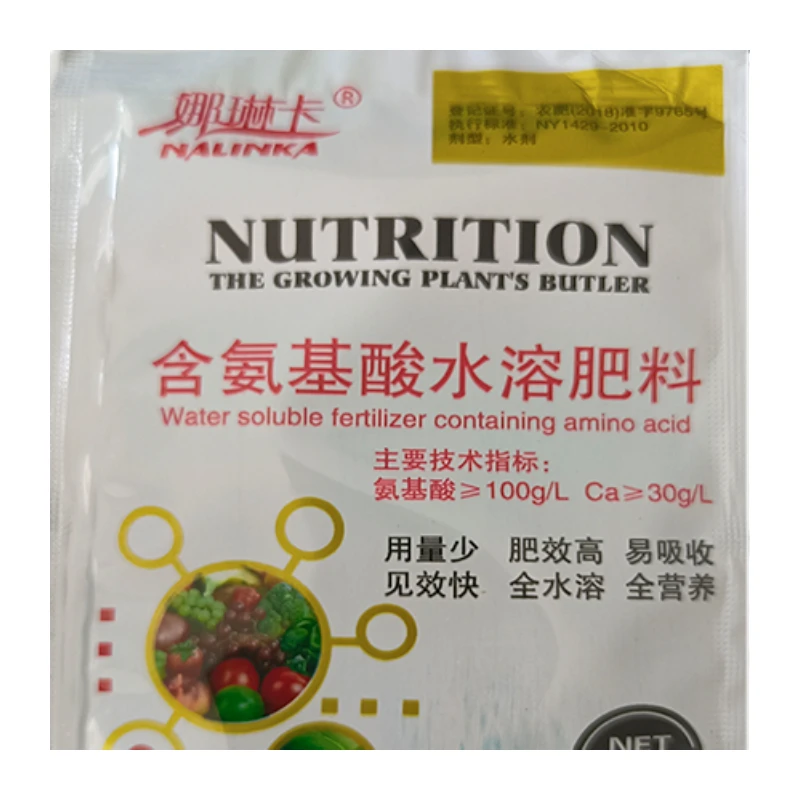 娜琳卡®
NALINKA
登记证号：农肥(2018)准字9765号
执行标准：NY1429-2010
剂型：水剂
NUTRITION
THE GROWING PLANT'S BUTLER
含氨基酸水溶肥料
Water soluble fertilizer containing amino acid
主要技术指标：
氨基酸≥100g/L Ca≥30g/L
用量少 肥效高 易吸收
见效快 全水溶 全营养
NET